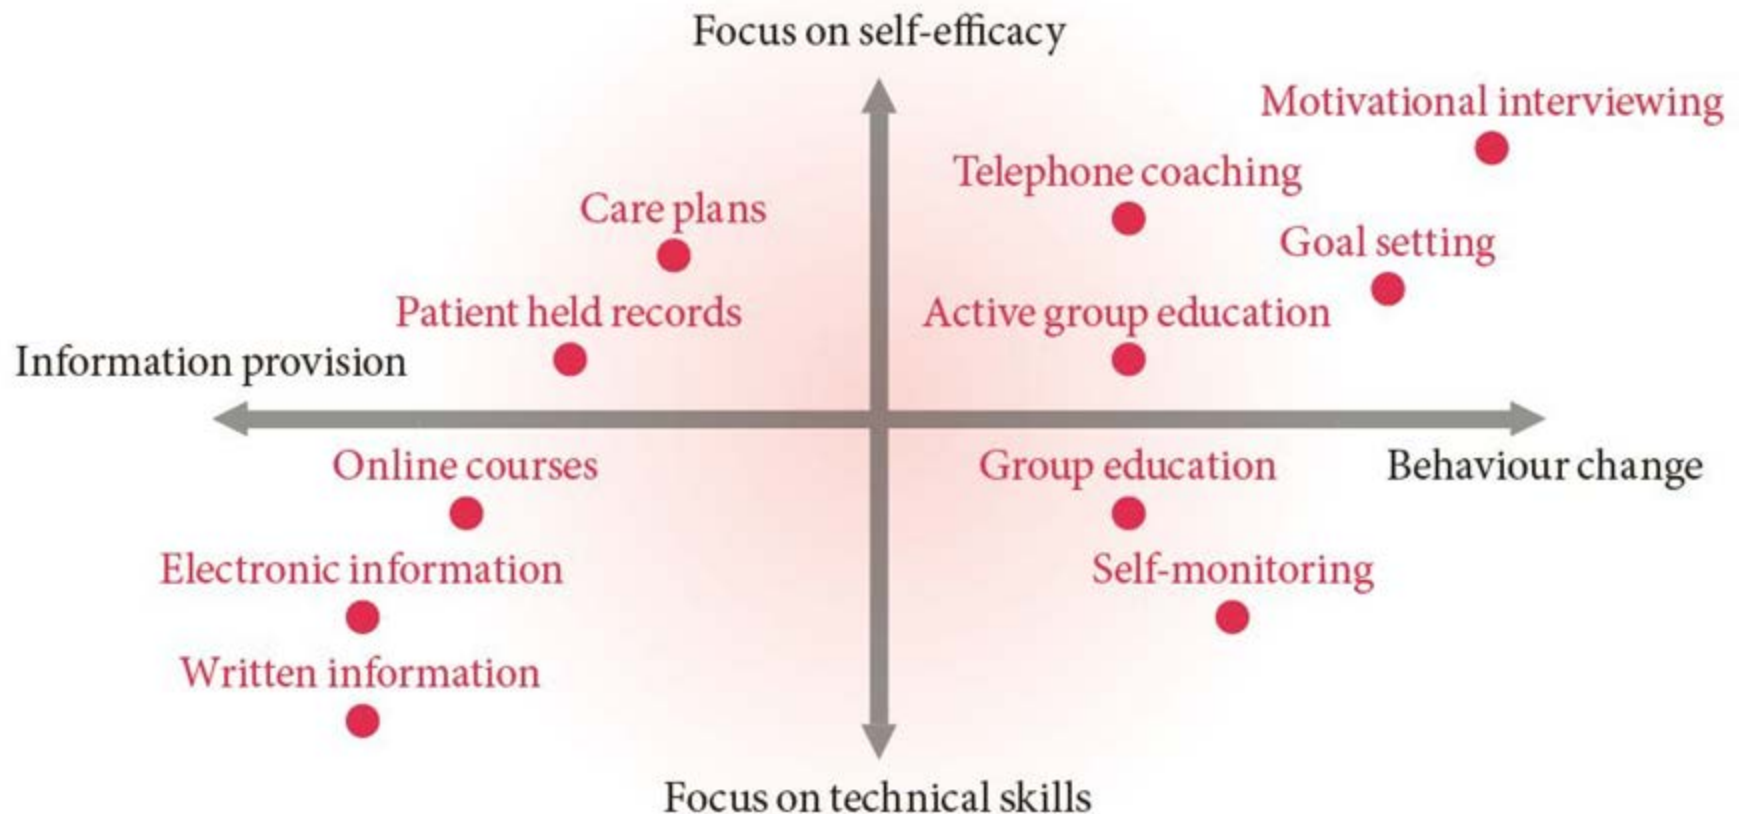 Focus on self-efficacy
Motivational interviewing
Telephone coaching
Care plans
Goal setting
Patient held records
Active group education
Information provision
Online courses
Group education
Behaviour change
Electronic information
Self-monitoring
Written information
Focus on technical skills